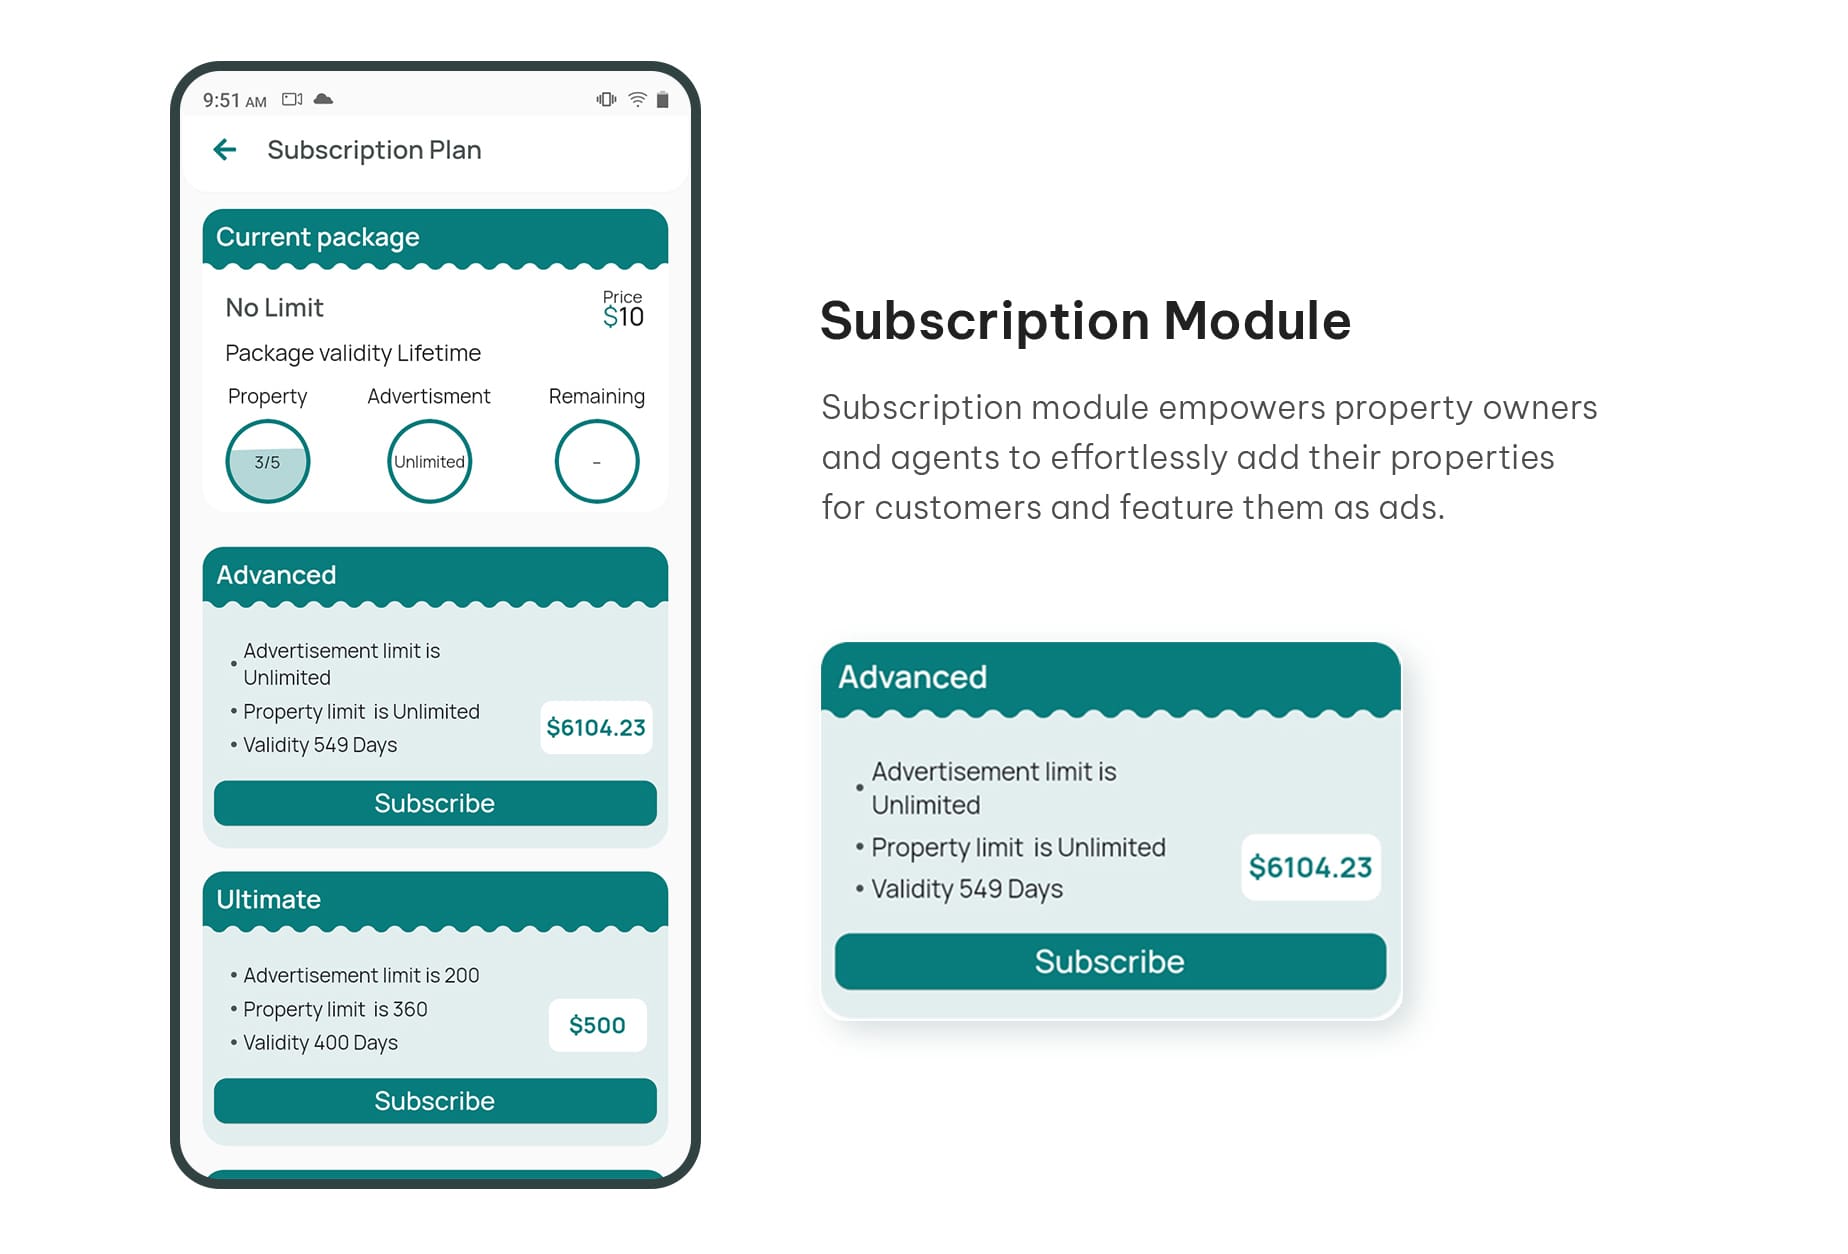 9:51 AM
Subscription Plan
Current package
No Limit
Price
$10
Package validity Lifetime
Property
Advertisment
Remaining
3/5
Unlimited
-
Advanced
• Advertisement limit is
Unlimited
• Property limit is Unlimited
• Validity 549 Days
$6104.23
Subscribe
Ultimate
• Advertisement limit is 200
• Property limit is 360
• Validity 400 Days
$500
Subscribe
Subscription Module
Subscription module empowers property owners
and agents to effortlessly add their properties
for customers and feature them as ads.
Advanced
• Advertisement limit is
Unlimited
• Property limit is Unlimited
• Validity 549 Days
$6104.23
Subscribe